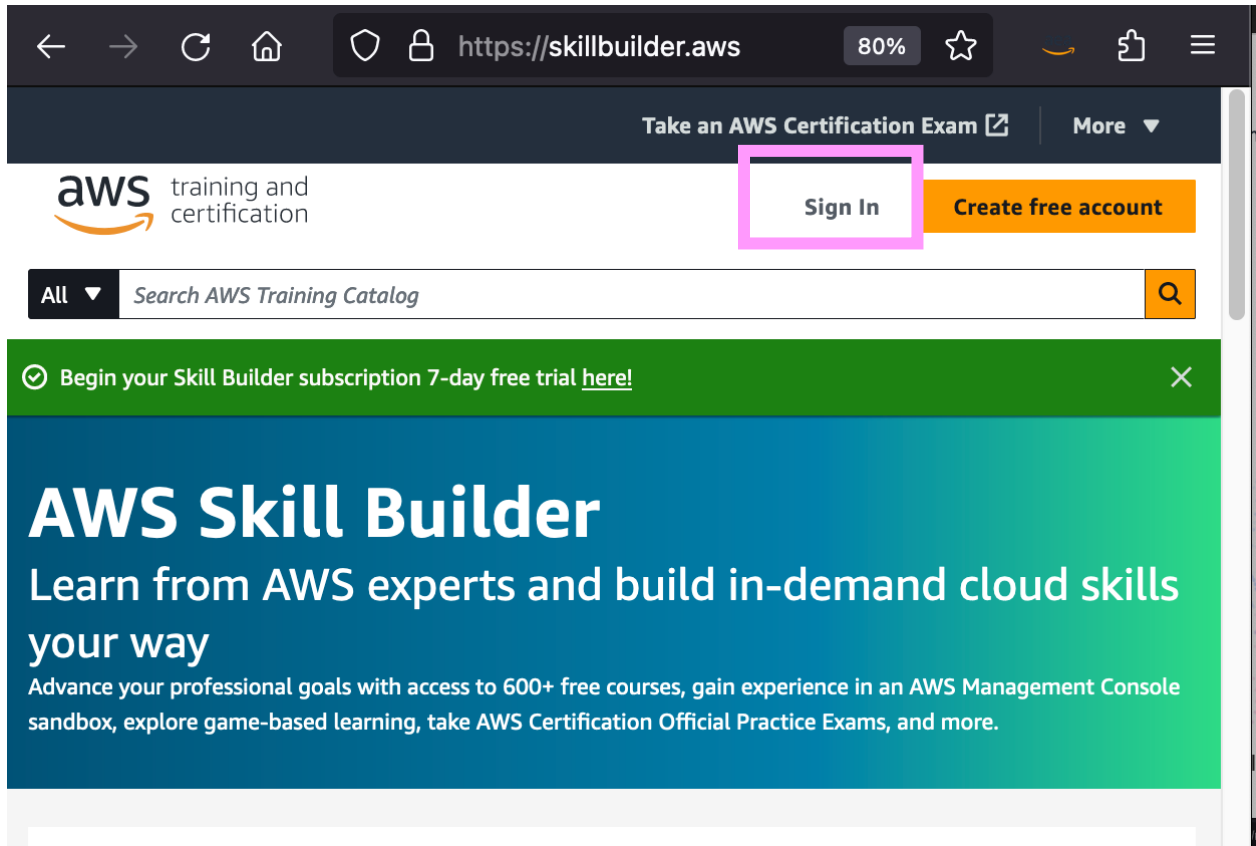 https://skillbuilder.aws 80%
Take an AWS Certification Exam More
aws training and
certification
Sign In Create free account
All Search AWS Training Catalog
Begin your Skill Builder subscription 7-day free trial here!
AWS Skill Builder
Learn from AWS experts and build in-demand cloud skills
your way
Advance your professional goals with access to 600+ free courses, gain experience in an AWS Management Console
sandbox, explore game-based learning, take AWS Certification Official Practice Exams, and more.